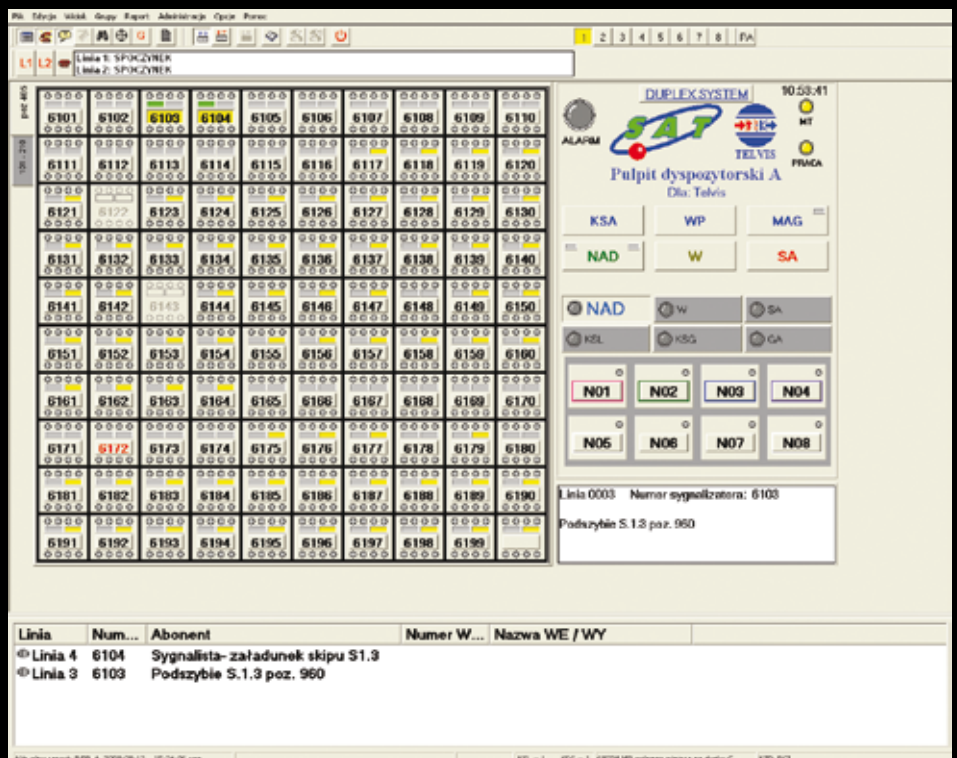 Plik Edycja Widok Grupy Raport Administracja Opcje Pomoc
1 2 3 4 5 6 7 8 PA
L1 L2 Linia 1: SPOCZYNEK
Linia 2: SPOCZYNEK
poz 465
6101 6102 6103 6104 6105 6106 6107 6108 6109 6110
6111 6112 6113 6114 6115 6116 6117 6118 6119 6120
6121 6122 6123 6124 6125 6126 6127 6128 6129 6130
6131 6132 6133 6134 6135 6136 6137 6138 6139 6140
6141 6142 6143 6144 6145 6146 6147 6148 6149 6150
6151 6152 6153 6154 6155 6156 6157 6158 6159 6160
6161 6162 6163 6164 6165 6166 6167 6168 6169 6170
6171 6172 6173 6174 6175 6176 6177 6178 6179 6180
6181 6182 6183 6184 6185 6186 6187 6188 6189 6190
6191 6192 6193 6194 6195 6196 6197 6198 6199
DUPLEX SYSTEM 10:53:41
ALARM SAT TELVIS MT
PRACA
Pulpit dyspozytorski A
Dla: Telvis
KSA WP MAG
NAD W SA
NAD W SA
KSL KSG GA
N01 N02 N03 N04
N05 N06 N07 N08
Linia 0003 Numer sygnalizatora: 6103
Podszybie S.1.3 poz. 960
Linia Num... Abonent Numer W... Nazwa WE / WY
Linia 4 6104 Sygnalista- załadunek skipu S1.3
Linia 3 6103 Podszybie S.1.3 poz. 960